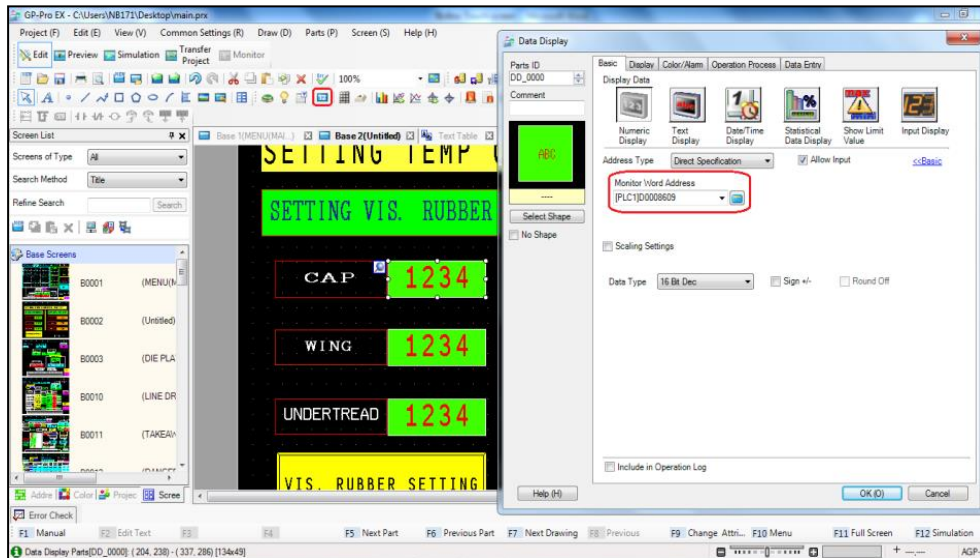 GP-Pro EX - C:\Users\NB171\Desktop\main.prx
Project (F) Edit (E) View (V) Common Settings (R) Draw (D) Parts (P) Screen (S) Help (H)
Edit Preview Simulation Transfer Project Monitor
100%
Screen List
Screens of Type All
Search Method Title
Refine Search Search
Base Screens
B0001 (MENU(M
B0002 (Untitled)
B0003 (DIE PLA
B0010 (LINE DR
B0011 (TAKEAW
Addre Color Projec Scree
Error Check
Base 1(MENU(MAI...) Base 2(Untitled) Text Table
SETTING TEMP
SETTING VIS. RUBBER
CAP 1234
WING 1234
UNDERTREAD 1234
VIS. RUBBER SETTING
Data Display
Parts ID
DD_0000
Comment
ABC
----
Select Shape
No Shape
Basic Display Color/Alarm Operation Process Data Entry
Display Data
Numeric Display
Text Display
Date/Time Display
Statistical Data Display
Show Limit Value
Input Display
Address Type Direct Specification Allow Input <<Basic
Monitor Word Address
[PLC1]D0008609
Scaling Settings
Data Type 16 Bit Dec Sign +/- Round Off
Include in Operation Log
Help (H) OK (O) Cancel
F1 Manual F2 Edit Text F3 F4 F5 Next Part F6 Previous Part F7 Next Drawing F8 Previous F9 Change Attri... F10 Menu F11 Full Screen F12 Simulation
Data Display Parts[DD_0000]: ( 204, 238) - ( 337, 286) [134x49]